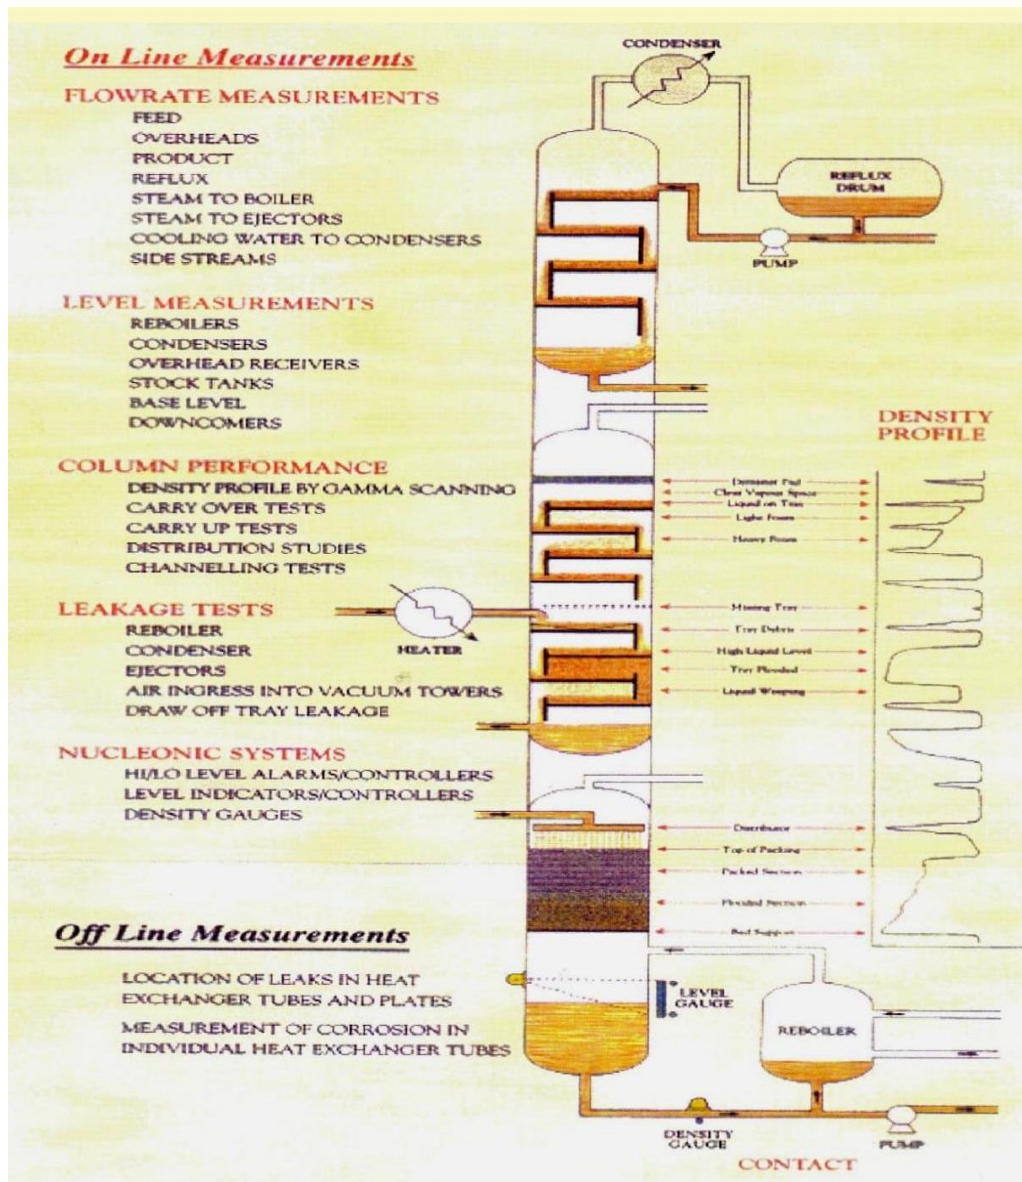 On Line Measurements
FLOWRATE MEASUREMENTS
FEED
OVERHEADS
PRODUCT
REFLUX
STEAM TO BOILER
STEAM TO EJECTORS
COOLING WATER TO CONDENSERS
SIDE STREAMS
LEVEL MEASUREMENTS
REBOILERS
CONDENSERS
OVERHEAD RECEIVERS
STOCK TANKS
BASE LEVEL
DOWNCOMERS
COLUMN PERFORMANCE
DENSITY PROFILE BY GAMMA SCANNING
CARRY OVER TESTS
CARRY UP TESTS
DISTRIBUTION STUDIES
CHANNELLING TESTS
LEAKAGE TESTS
REBOILER
CONDENSER
EJECTORS
AIR INGRESS INTO VACUUM TOWERS
DRAW OFF TRAY LEAKAGE
NUCLEONIC SYSTEMS
HI/LO LEVEL ALARMS/CONTROLLERS
LEVEL INDICATORS/CONTROLLERS
DENSITY GAUGES
Off Line Measurements
LOCATION OF LEAKS IN HEAT
EXCHANGER TUBES AND PLATES
MEASUREMENT OF CORROSION IN
INDIVIDUAL HEAT EXCHANGER TUBES
CONDENSER
REFLUX
DRUM
PUMP
DENSITY
PROFILE
Demister Pad
Clear Vapour Space
Liquid on Tray
Light Foam
Heavy Foam
HEATER
Missing Tray
Tray Debris
High Liquid Level
Tray Flooded
Liquid Weeping
Distributor
Top of Packing
Packed Section
Flooded Section
Bed Support
LEVEL
GAUGE
REBOILER
DENSITY
GAUGE
PUMP
CONTACT